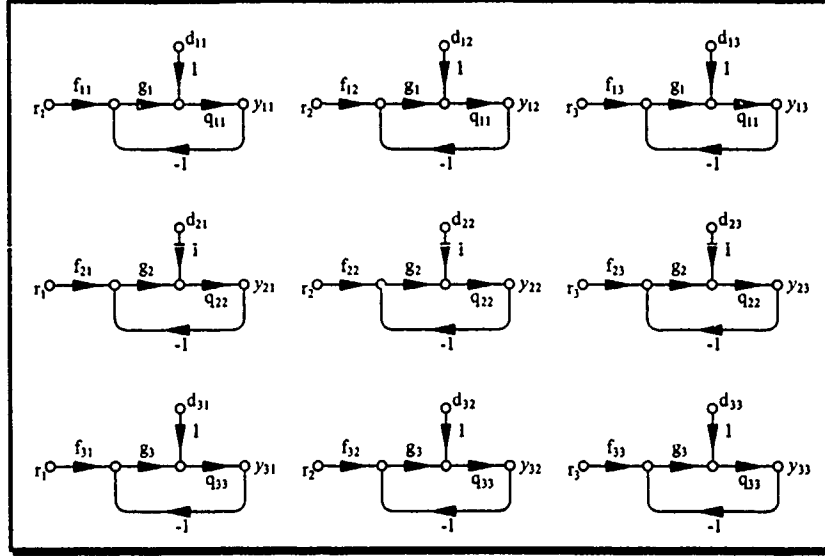 d₁₁ d₁₂ d₁₃
f₁₁ g₁ 1 f₁₂ g₁ 1 f₁₃ g₁ 1
r₁ q₁₁ y₁₁ r₂ q₁₁ y₁₂ r₃ q₁₁ y₁₃
-1 -1 -1
d₂₁ d₂₂ d₂₃
f₂₁ g₂ i f₂₂ g₂ i f₂₃ g₂ i
r₁ q₂₂ y₂₁ r₂ q₂₂ y₂₂ r₃ q₂₂ y₂₃
-1 -1 -1
d₃₁ d₃₂ d₃₃
f₃₁ g₃ 1 f₃₂ g₃ 1 f₃₃ g₃ 1
r₁ q₃₃ y₃₁ r₂ q₃₃ y₃₂ r₃ q₃₃ y₃₃
-1 -1 -1